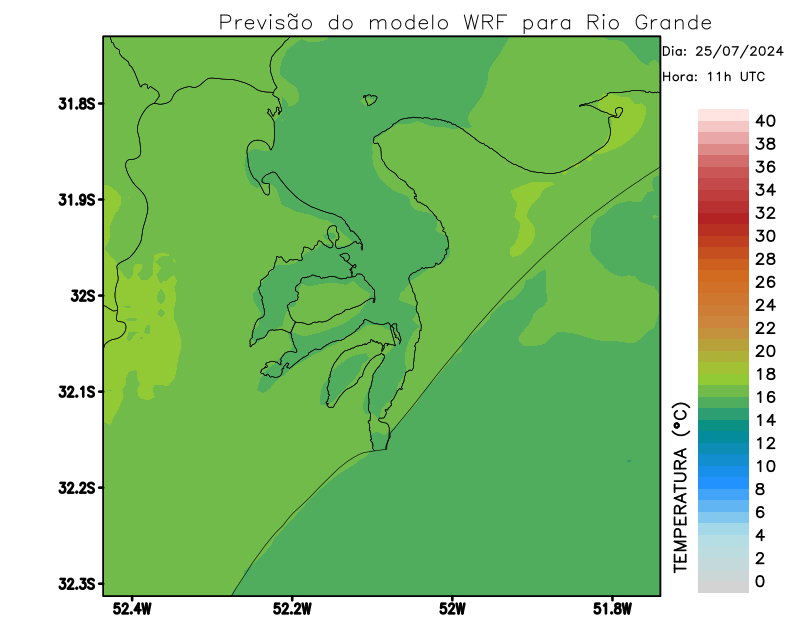 Previsão do modelo WRF para Rio Grande
Dia: 25/07/2024
Hora: 11h UTC
31.8S
31.9S
32S
32.1S
32.2S
32.3S
52.4W
52.2W
52W
51.8W
TEMPERATURA (°C)
40
38
36
34
32
30
28
26
24
22
20
18
16
14
12
10
8
6
4
2
0